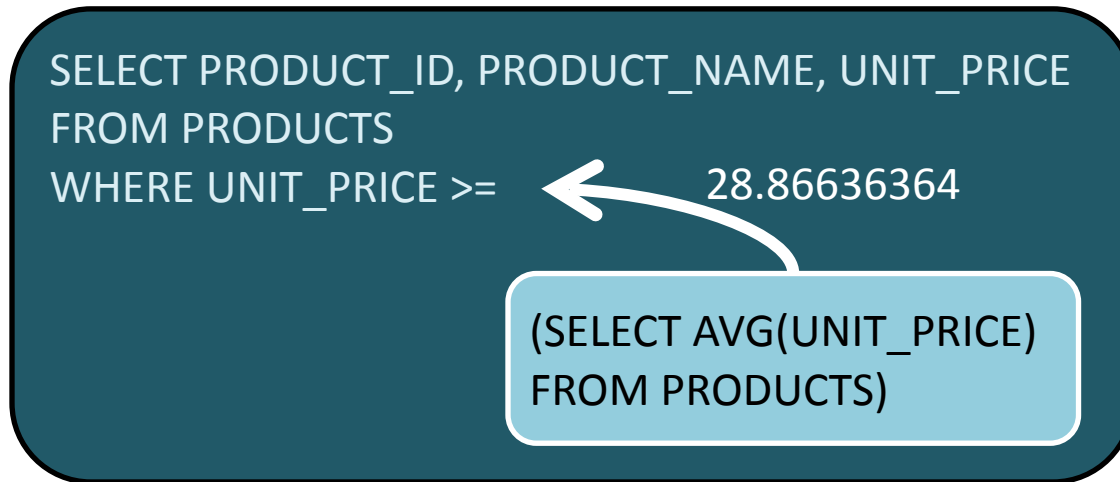 SELECT PRODUCT_ID, PRODUCT_NAME, UNIT_PRICE
FROM PRODUCTS
WHERE UNIT_PRICE >= 28.86636364
(SELECT AVG(UNIT_PRICE)
FROM PRODUCTS)